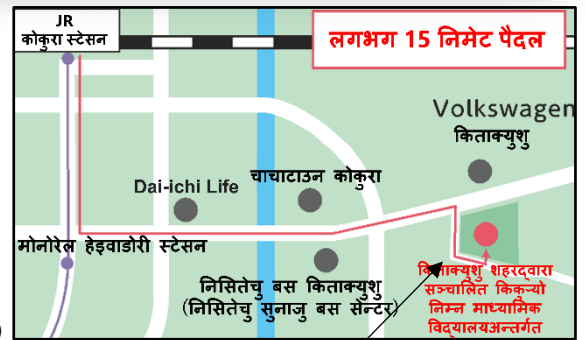 JR
कोकुरा स्टेसन
लगभग 15 निमेट पैदल
Volkswagen
किताक्युशु
चाचाटाउन कोकुरा
Dai-ichi Life
मोनोरेल हेइवाडोरी स्टेसन
निसितेचु बस किताक्युशु
(निसितेचु सुनाजु बस सेन्टर)
किताक्युशु शहरद्वारा
सञ्चालित किकुऱ्यो
निम्न माध्यामिक
विद्यालयअन्तर्गत